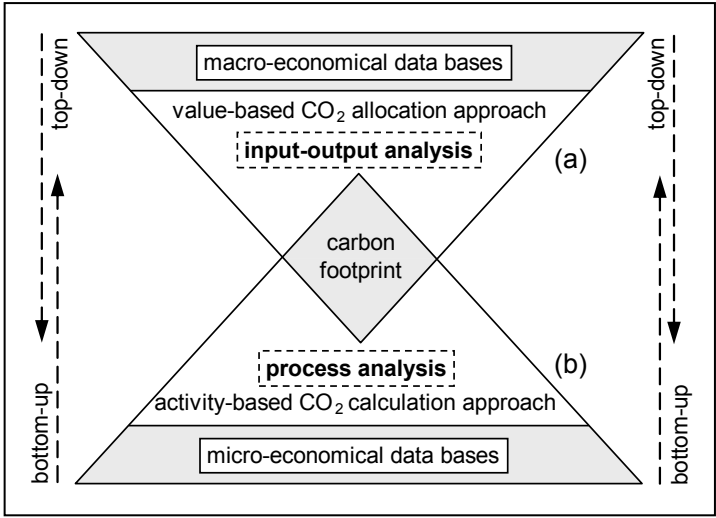 top-down
top-down
macro-economical data bases
value-based CO₂ allocation approach
input-output analysis
(a)
carbon
footprint
(b)
process analysis
activity-based CO₂ calculation approach
micro-economical data bases
bottom-up
bottom-up